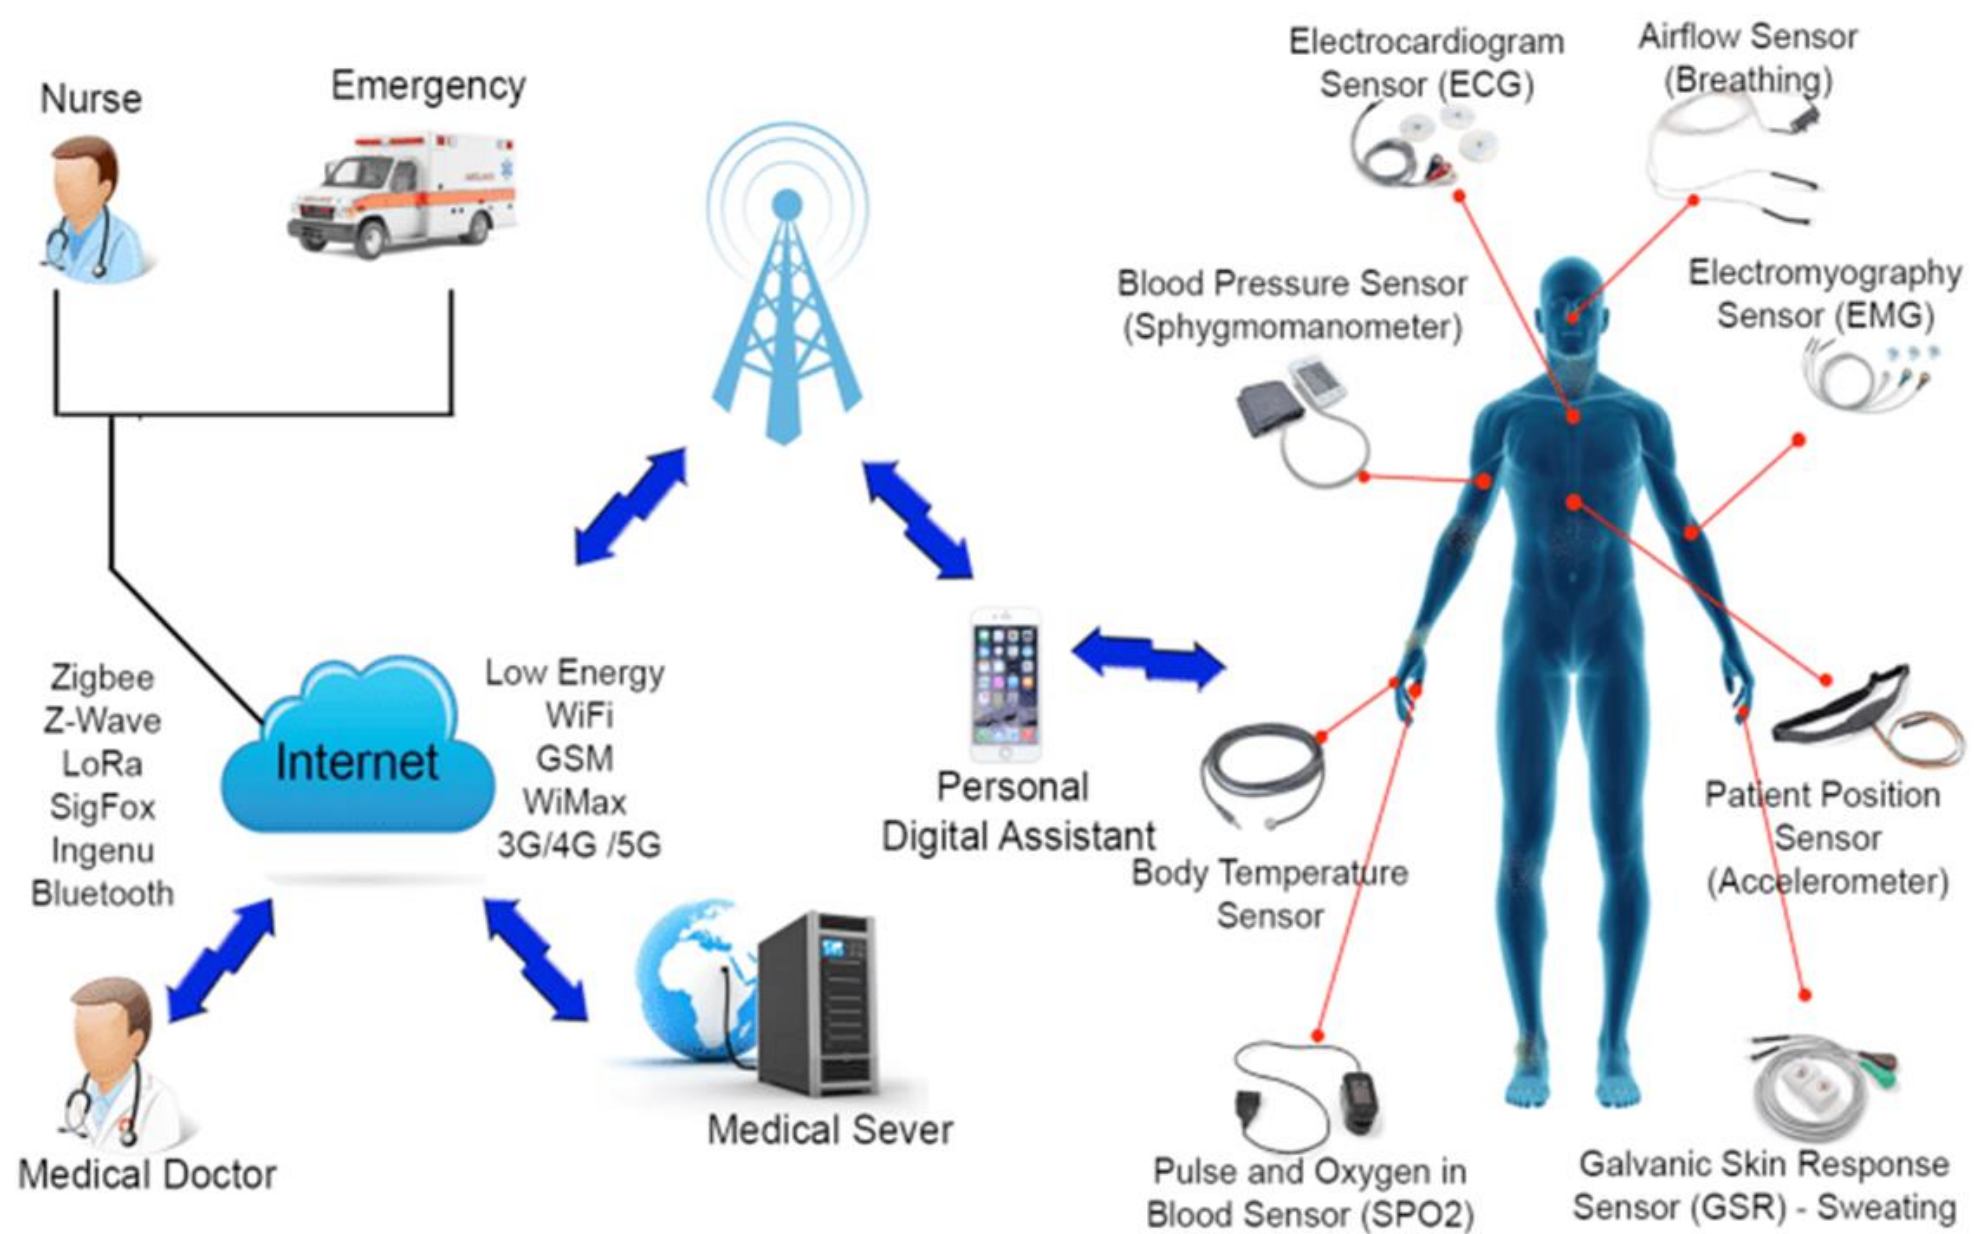 Nurse
Emergency
Electrocardiogram
Sensor (ECG)
Airflow Sensor
(Breathing)
Blood Pressure Sensor
(Sphygmomanometer)
Electromyography
Sensor (EMG)
Zigbee
Z-Wave
LoRa
SigFox
Ingenu
Bluetooth
Internet
Low Energy
WiFi
GSM
WiMax
3G/4G /5G
Personal
Digital Assistant
Body Temperature
Sensor
Patient Position
Sensor
(Accelerometer)
Medical Doctor
Medical Sever
Pulse and Oxygen in
Blood Sensor (SPO2)
Galvanic Skin Response
Sensor (GSR) - Sweating